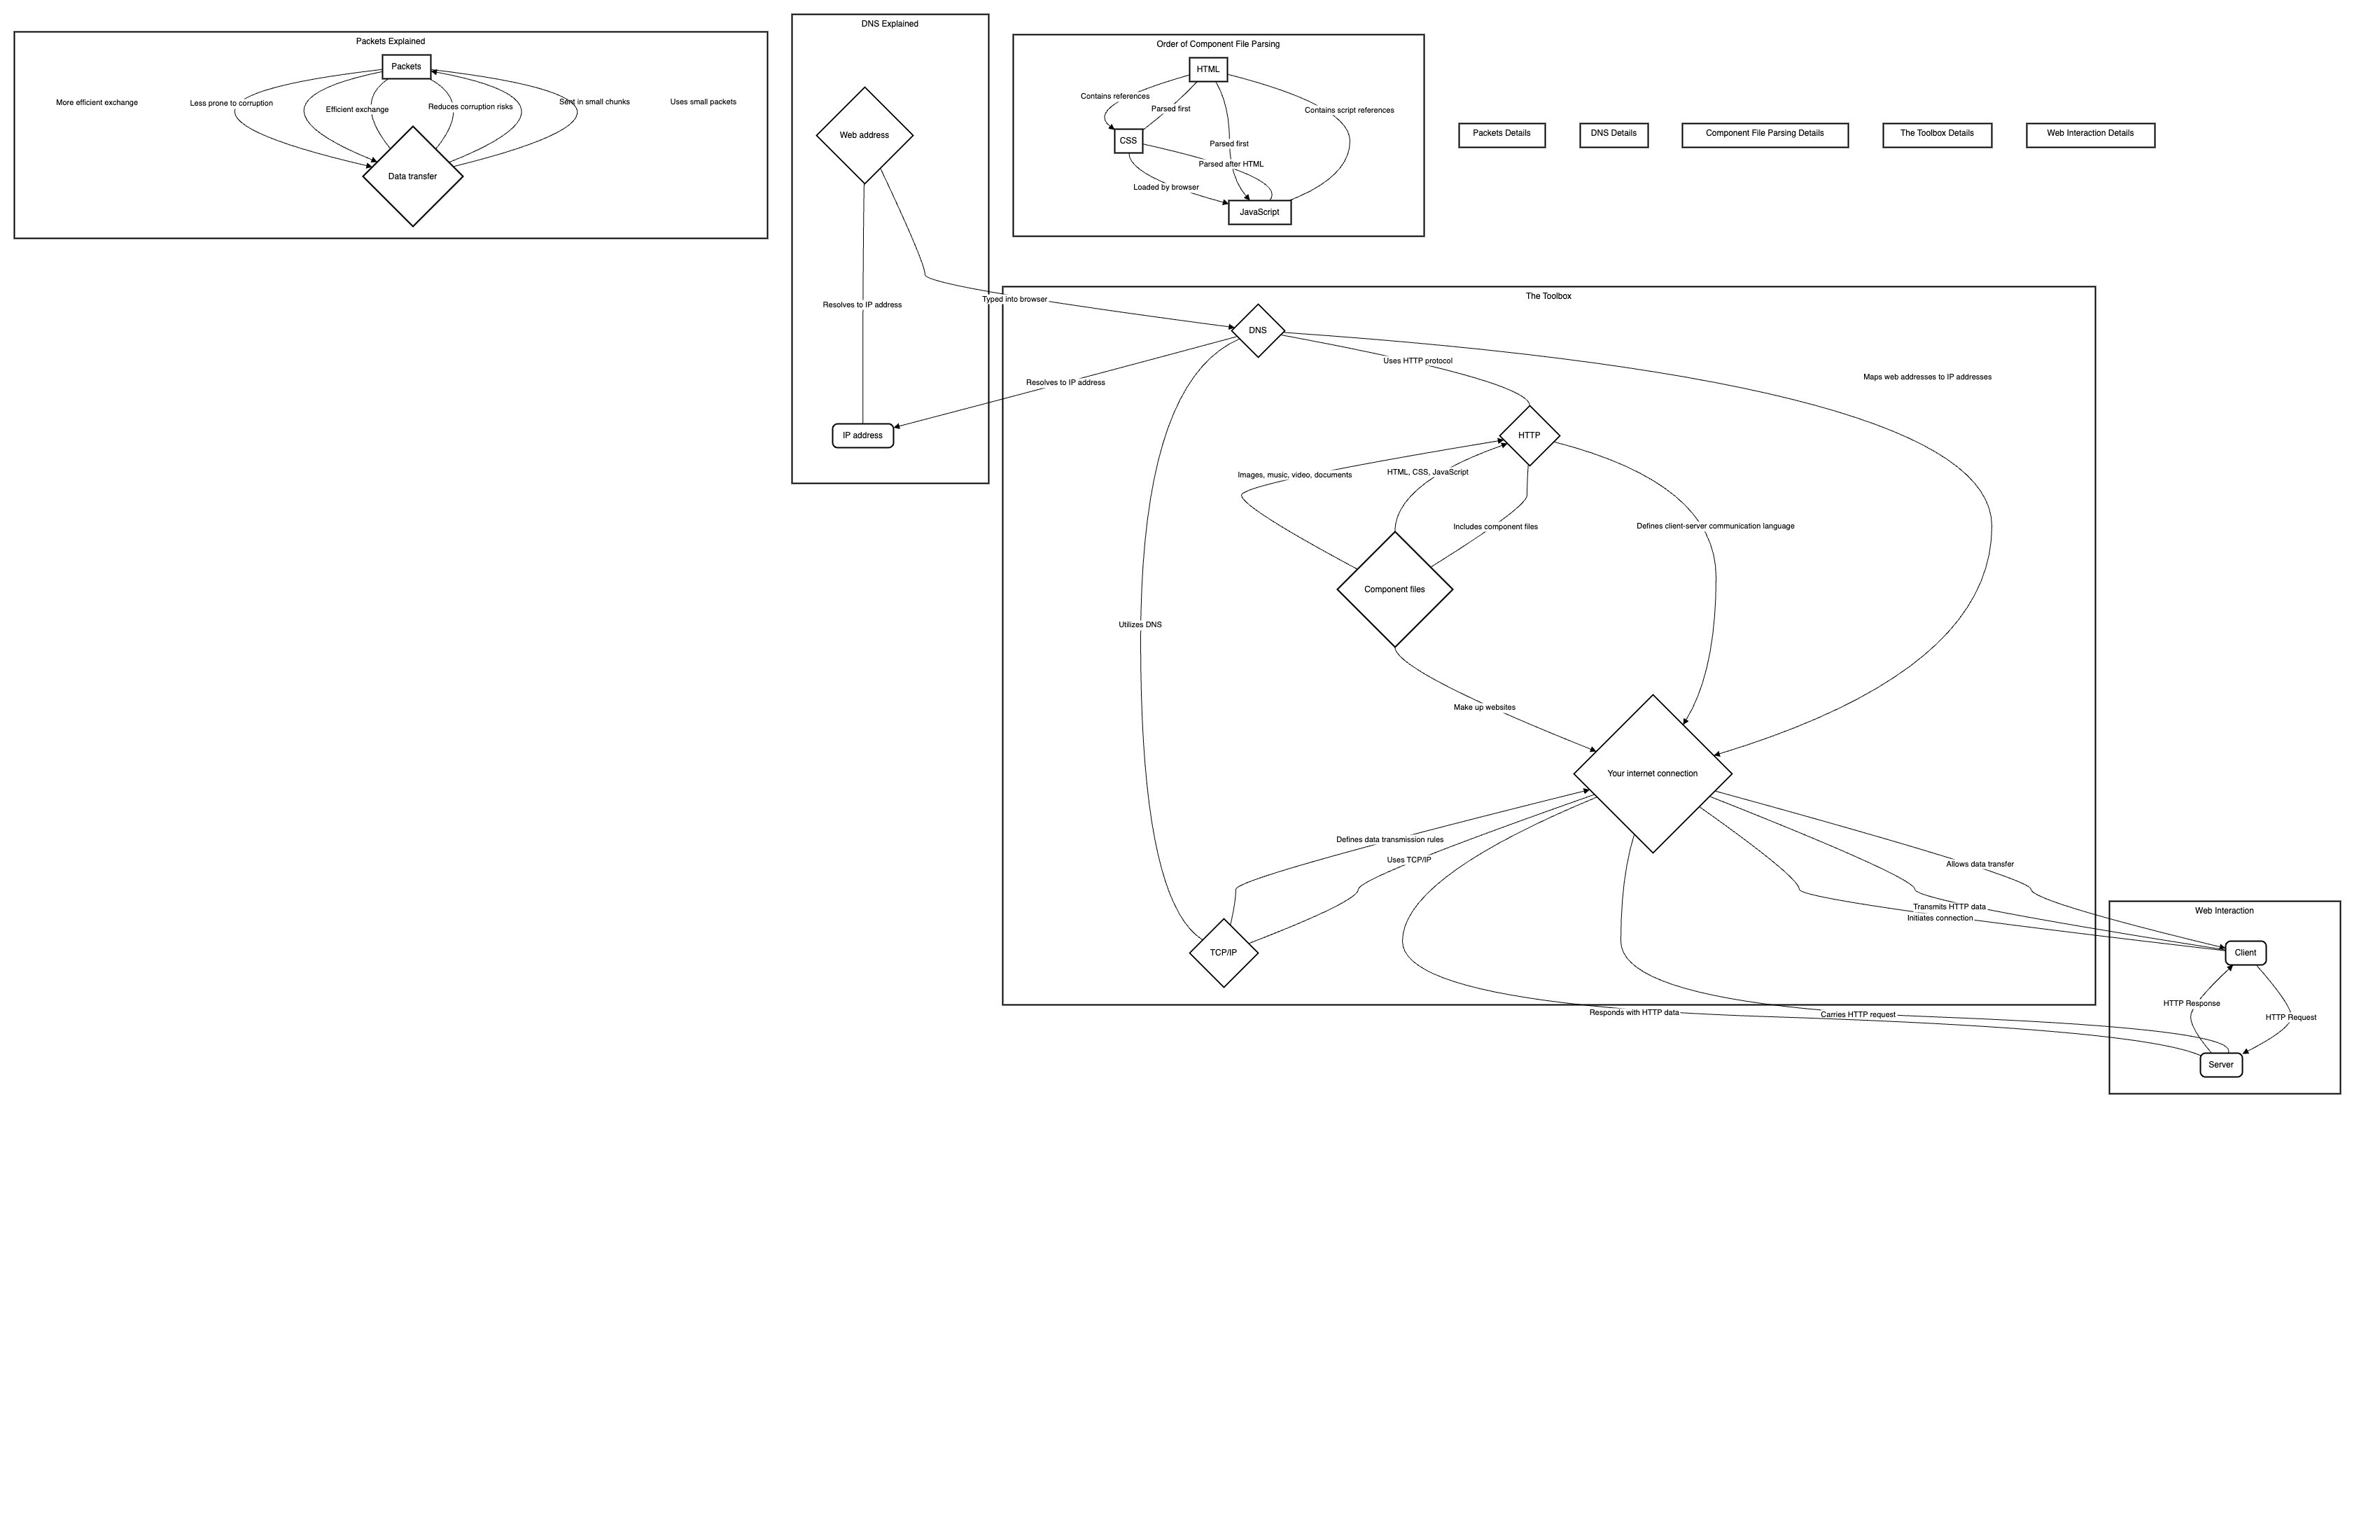 Packets Explained
Packets
More efficient exchange
Less prone to corruption
Efficient exchange
Reduces corruption risks
Sent in small chunks
Uses small packets
Data transfer
DNS Explained
Web address
Resolves to IP address
IP address
Order of Component File Parsing
HTML
Contains references
Parsed first
Contains script references
CSS
Parsed first
Parsed after HTML
Loaded by browser
JavaScript
Packets Details
DNS Details
Component File Parsing Details
The Toolbox Details
Web Interaction Details
The Toolbox
Typed into browser
DNS
Uses HTTP protocol
Resolves to IP address
Maps web addresses to IP addresses
HTTP
Images, music, video, documents
HTML, CSS, JavaScript
Includes component files
Defines client-server communication language
Component files
Utilizes DNS
Make up websites
Your internet connection
Defines data transmission rules
Uses TCP/IP
Allows data transfer
Transmits HTTP data
Initiates connection
TCP/IP
Responds with HTTP data
Carries HTTP request
Web Interaction
Client
HTTP Response
HTTP Request
Server